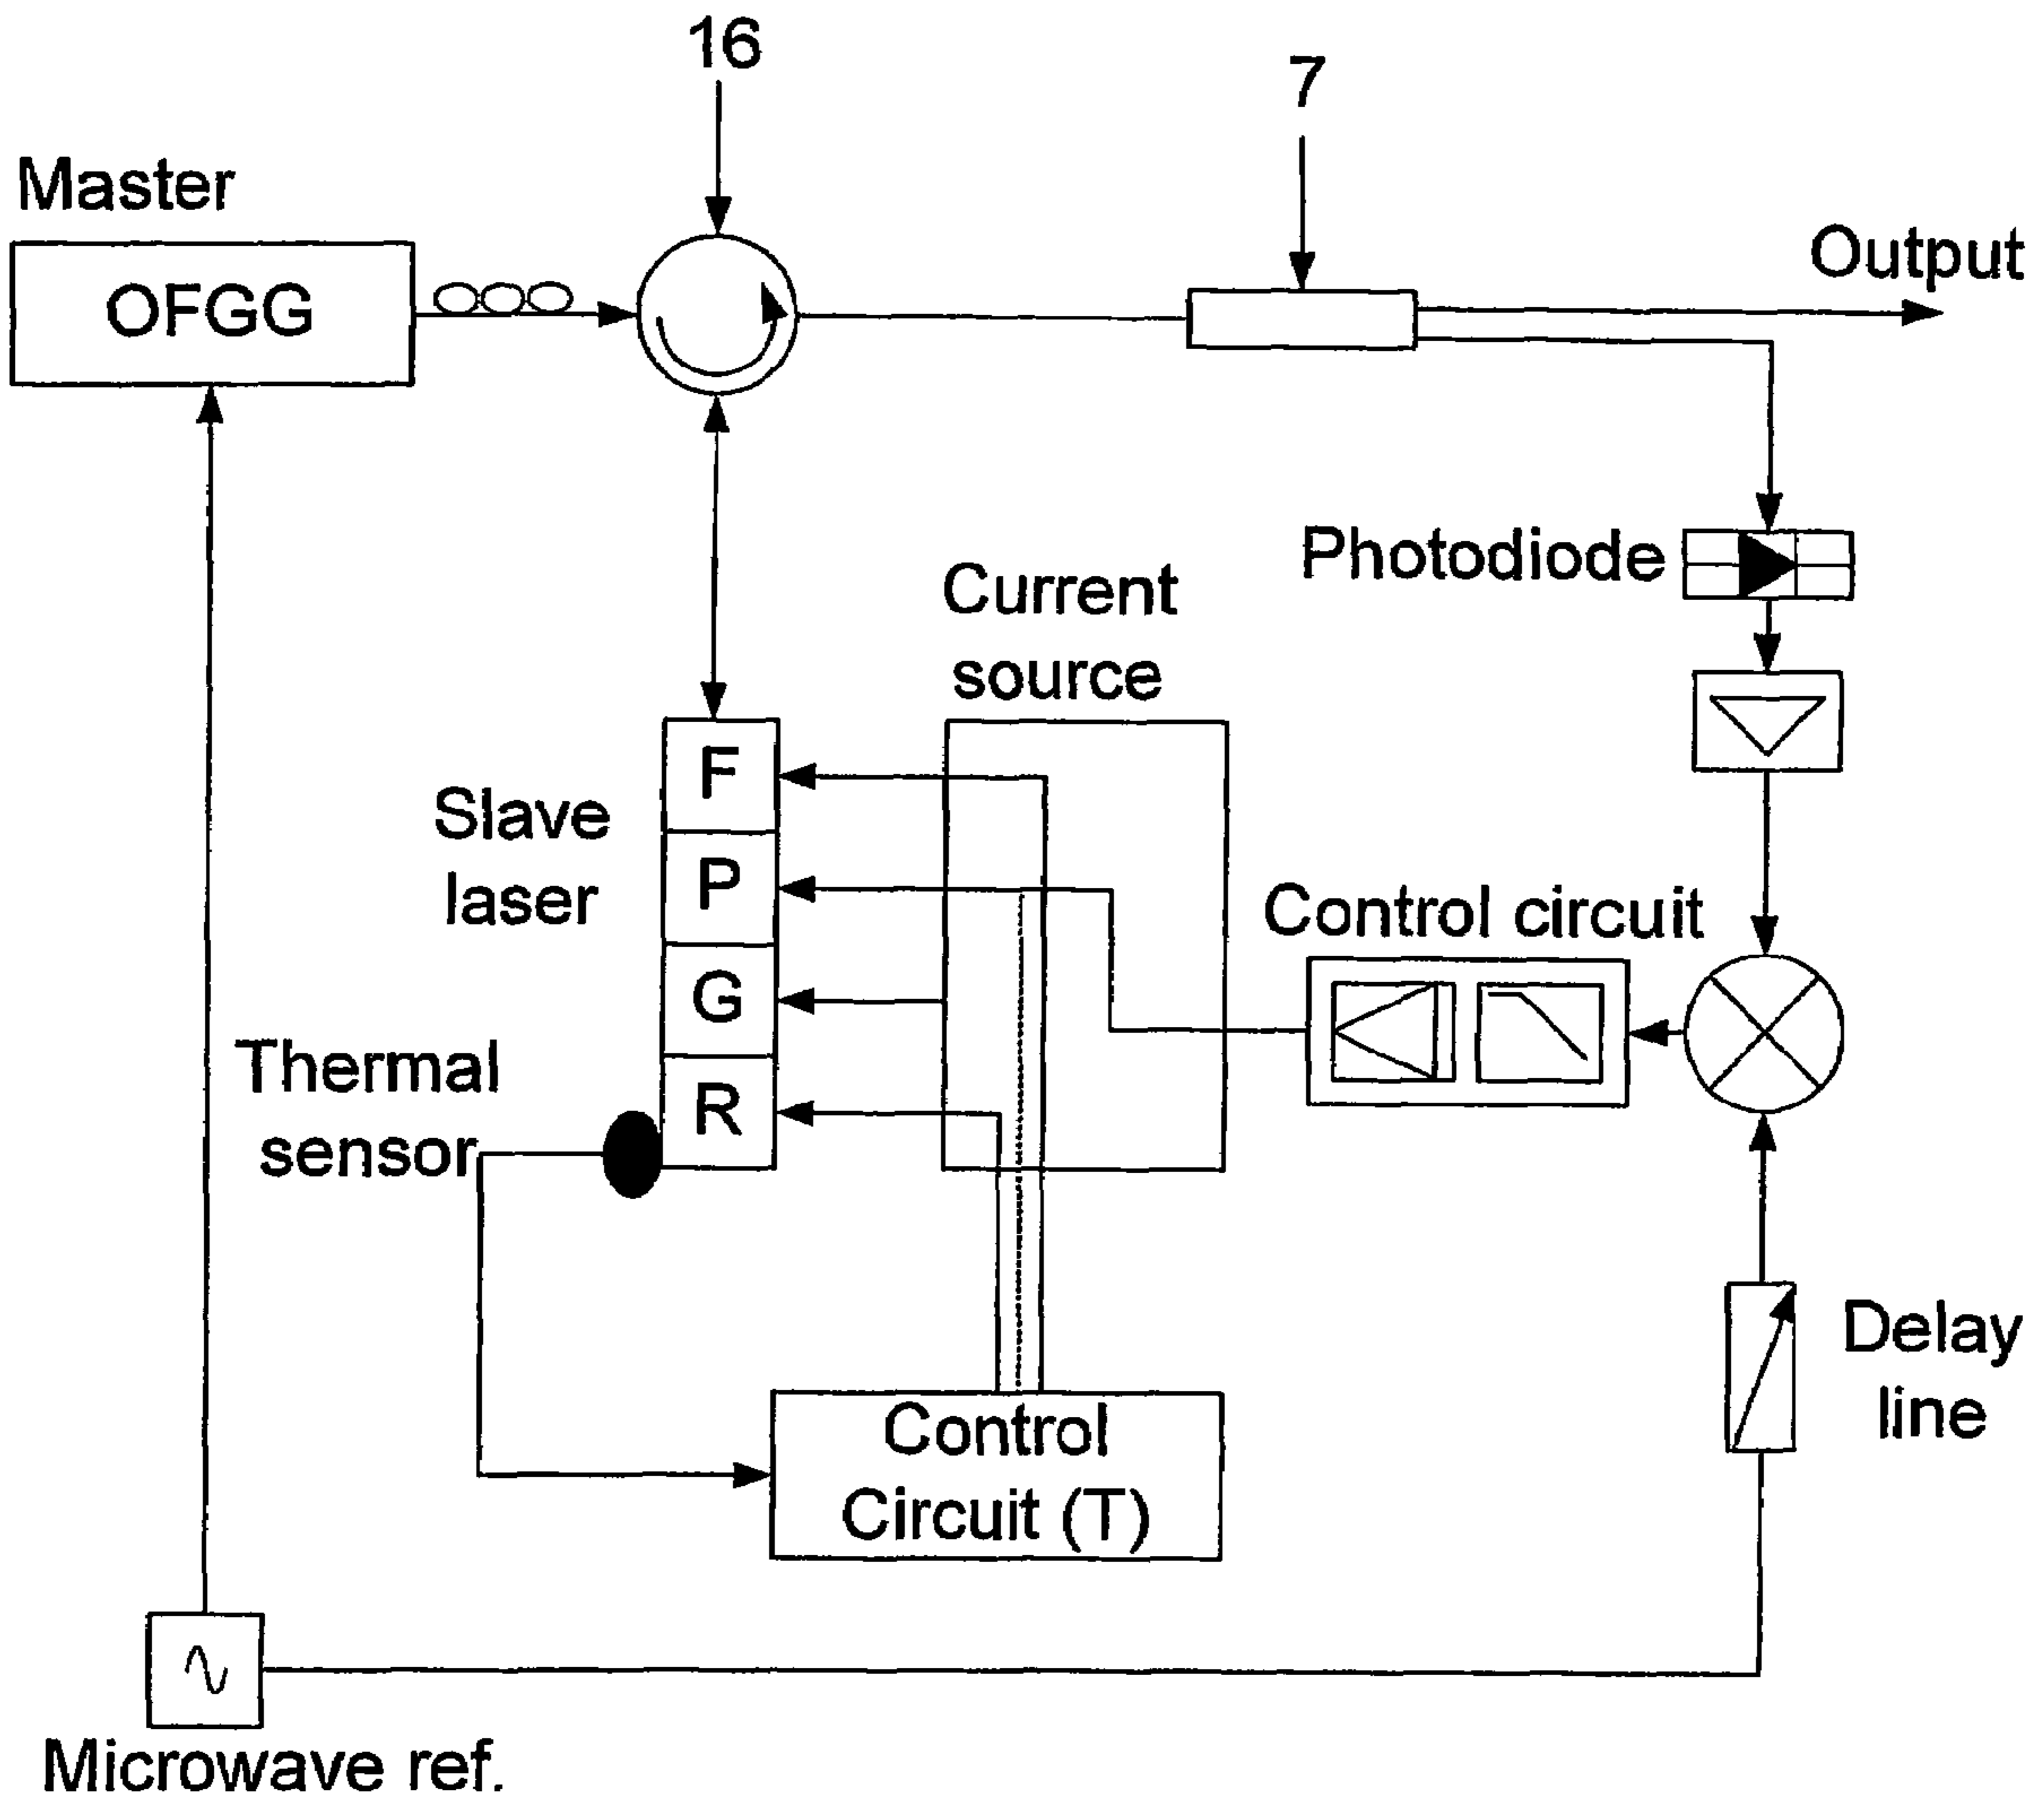 16
7
Master
OFGG
Output
Photodiode
Current
source
F
Slave
laser
P
Control circuit
G
Thermal
sensor
R
Delay
line
Control
Circuit (T)
Microwave ref.